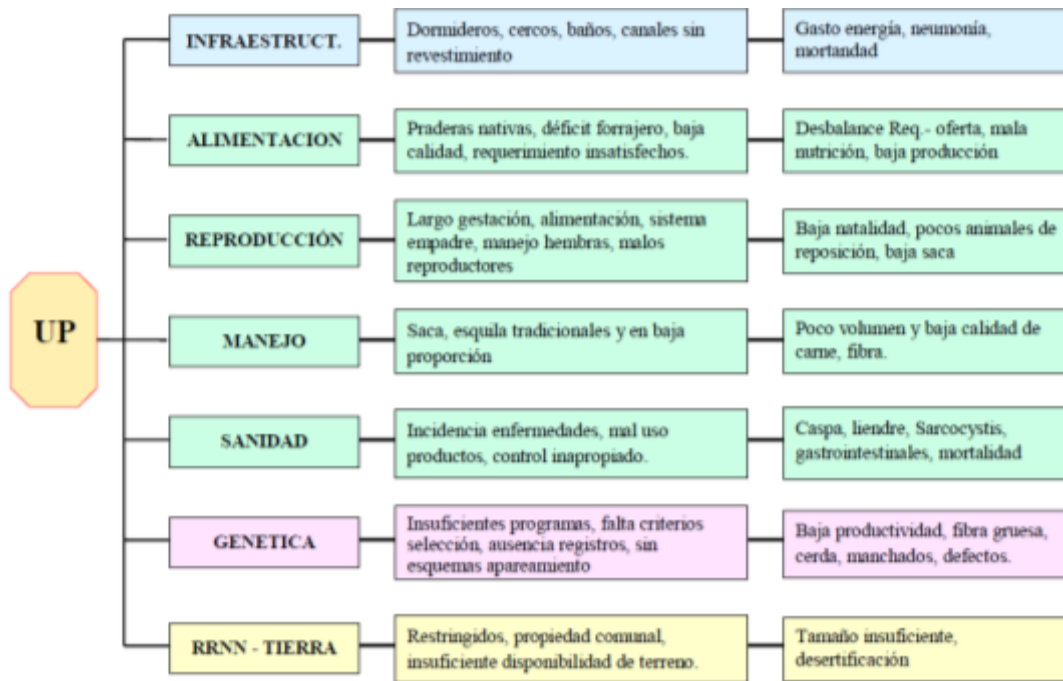 INFRAESTRUCT.
Dormideros, cercos, baños, canales sin
revestimiento
Gasto energía, neumonía,
mortandad
ALIMENTACION
Praderas nativas, déficit forrajero, baja
calidad, requerimiento insatisfechos.
Desbalance Req.- oferta, mala
nutrición, baja producción
REPRODUCCIÓN
Largo gestación, alimentación, sistema
empadre, manejo hembras, malos
reproductores
Baja natalidad, pocos animales de
reposición, baja saca
UP
MANEJO
Saca, esquila tradicionales y en baja
proporción
Poco volumen y baja calidad de
carne, fibra.
SANIDAD
Incidencia enfermedades, mal uso
productos, control inapropiado.
Caspa, liendre, Sarcocystis,
gastrointestinales, mortalidad
GENETICA
Insuficientes programas, falta criterios
selección, ausencia registros, sin
esquemas apareamiento
Baja productividad, fibra gruesa,
cerda, manchados, defectos.
RRNN - TIERRA
Restringidos, propiedad comunal,
insuficiente disponibilidad de terreno.
Tamaño insuficiente,
desertificación